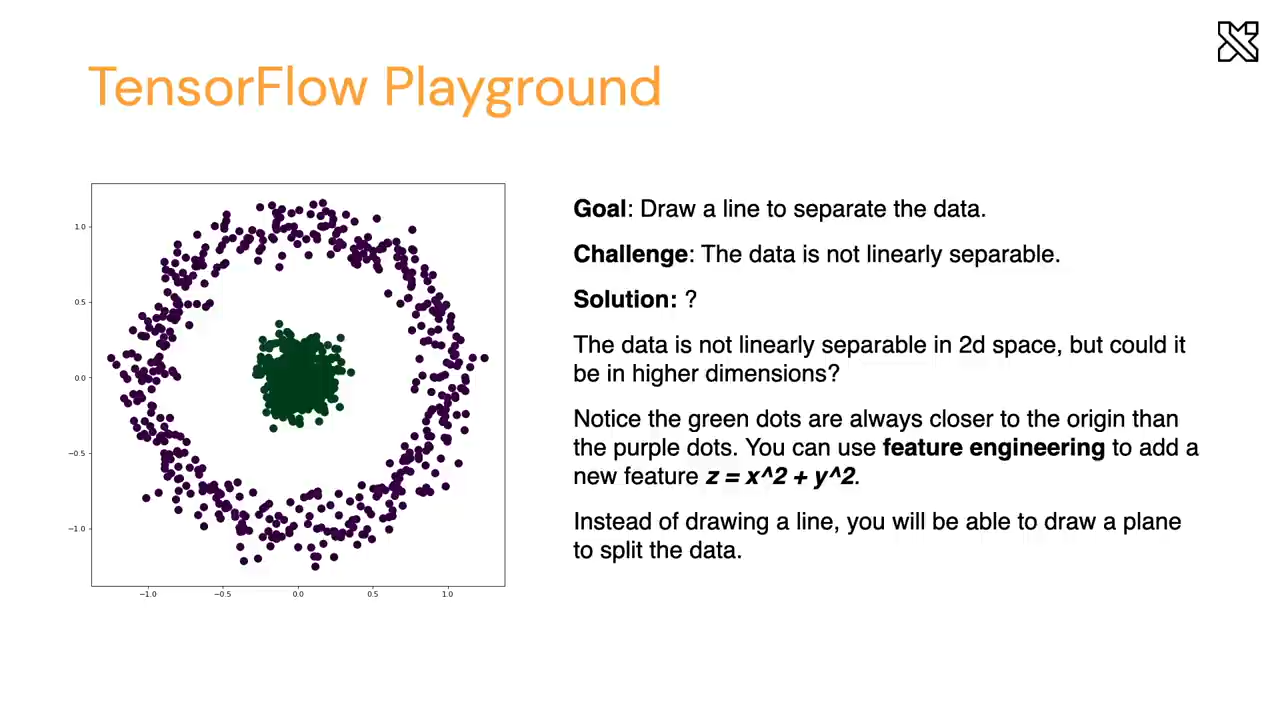 TensorFlow Playground
Goal: Draw a line to separate the data.
Challenge: The data is not linearly separable.
Solution: ?
The data is not linearly separable in 2d space, but could it
be in higher dimensions?
Notice the green dots are always closer to the origin than
the purple dots. You can use feature engineering to add a
new feature z = x^2 + y^2.
Instead of drawing a line, you will be able to draw a plane
to split the data.
1.0
0.5
0.0
−0.5
−1.0
−1.0 −0.5 0.0 0.5 1.0